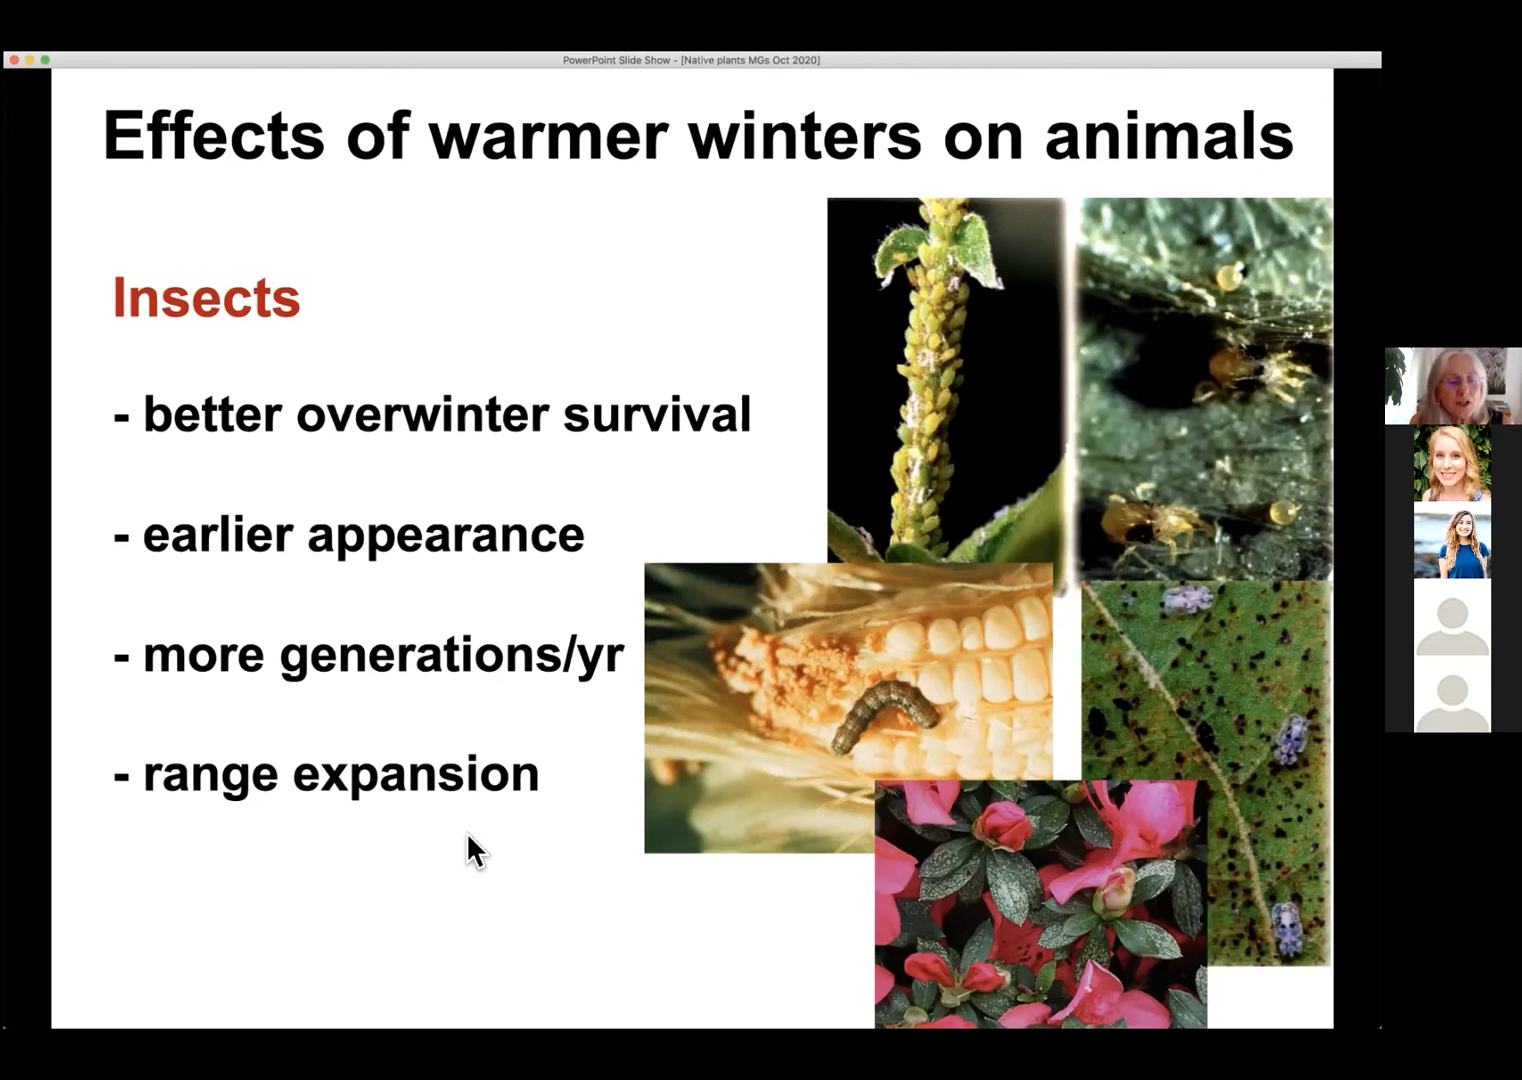 PowerPoint Slide Show - [Native plants MGs Oct 2020]
Effects of warmer winters on animals
Insects
- better overwinter survival
- earlier appearance
- more generations/yr
- range expansion